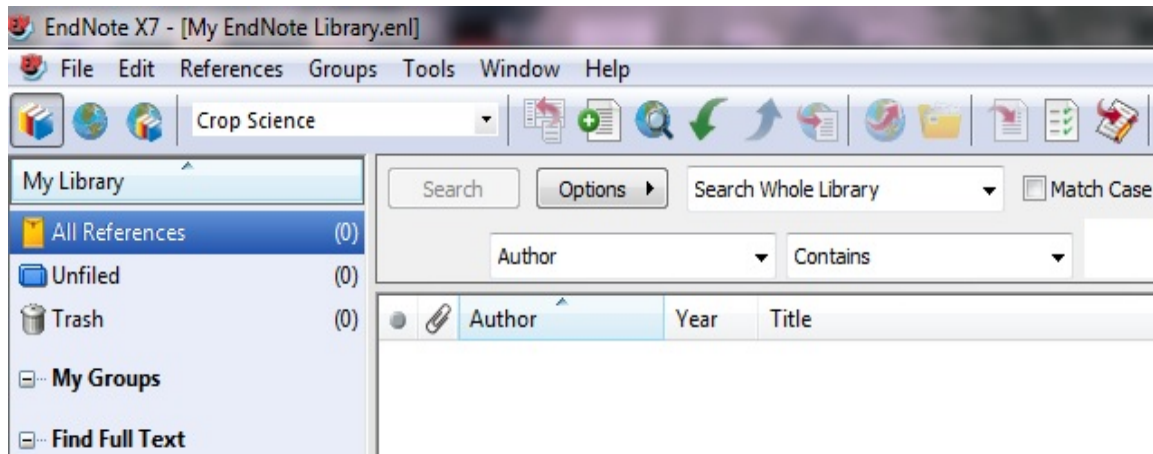 EndNote X7 - [My EndNote Library.enl]
File Edit References Groups Tools Window Help
Crop Science
My Library
Search Options Search Whole Library Match Case
All References (0)
Author Contains
Unfiled (0)
Trash (0)
Author Year Title
My Groups
Find Full Text